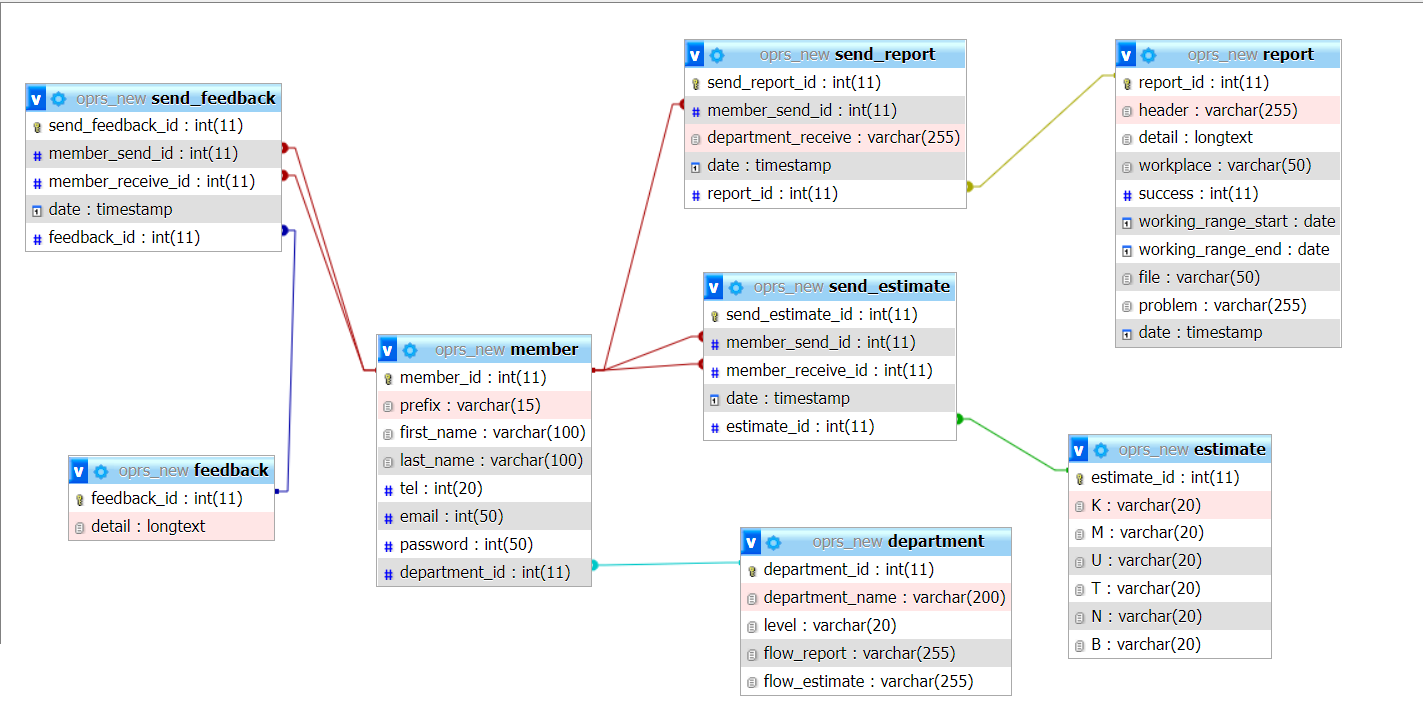 v oprs_new send_feedback
send_feedback_id : int(11)
# member_send_id : int(11)
# member_receive_id : int(11)
date : timestamp
# feedback_id : int(11)
v oprs_new feedback
feedback_id : int(11)
detail : longtext
v oprs_new member
member_id : int(11)
prefix : varchar(15)
first_name : varchar(100)
last_name : varchar(100)
# tel : int(20)
# email : int(50)
# password : int(50)
# department_id : int(11)
v oprs_new send_report
send_report_id : int(11)
# member_send_id : int(11)
department_receive : varchar(255)
date : timestamp
# report_id : int(11)
v oprs_new send_estimate
send_estimate_id : int(11)
# member_send_id : int(11)
# member_receive_id : int(11)
date : timestamp
# estimate_id : int(11)
v oprs_new department
department_id : int(11)
department_name : varchar(200)
level : varchar(20)
flow_report : varchar(255)
flow_estimate : varchar(255)
v oprs_new report
report_id : int(11)
header : varchar(255)
detail : longtext
workplace : varchar(50)
# success : int(11)
working_range_start : date
working_range_end : date
file : varchar(50)
problem : varchar(255)
date : timestamp
v oprs_new estimate
estimate_id : int(11)
K : varchar(20)
M : varchar(20)
U : varchar(20)
T : varchar(20)
N : varchar(20)
B : varchar(20)